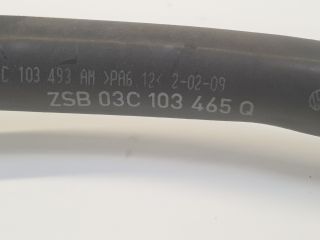 C 103 493 AM >PA6 12< 2-02-09
ZSB 03C 103 465 Q